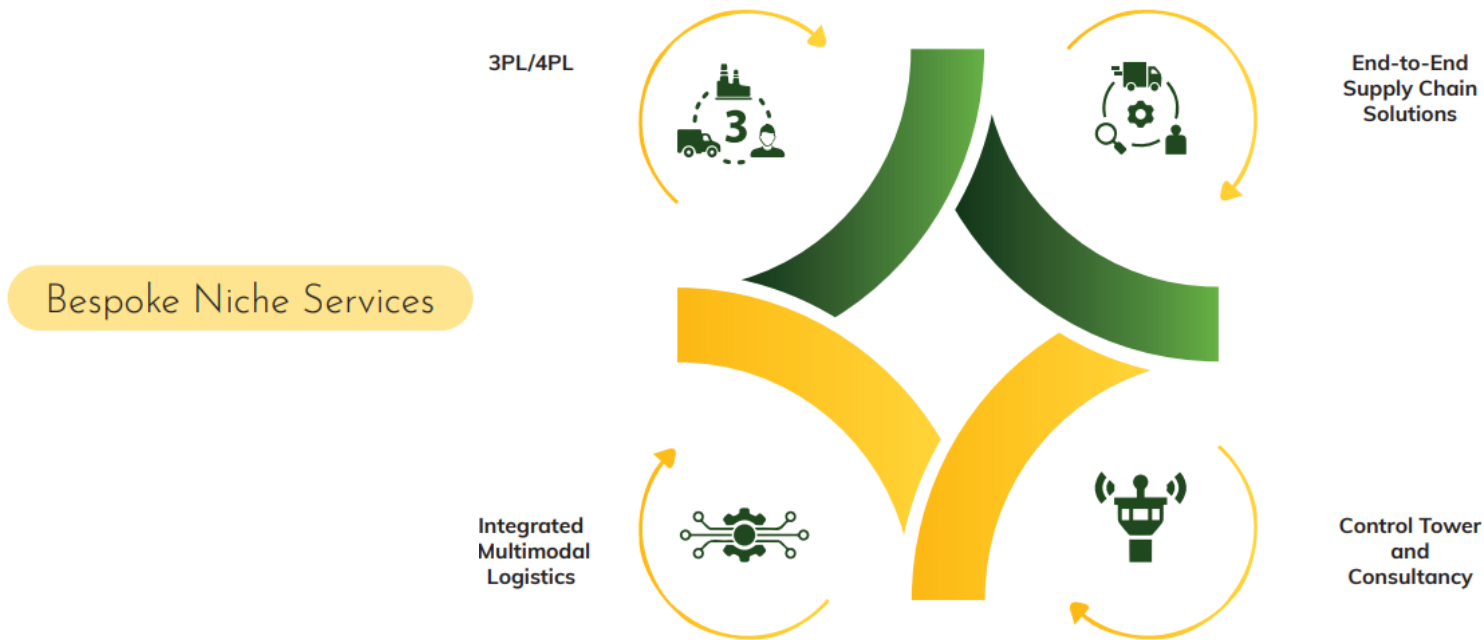 3PL/4PL
3
End-to-End
Supply Chain
Solutions
Bespoke Niche Services
Integrated
Multimodal
Logistics
Control Tower
and
Consultancy